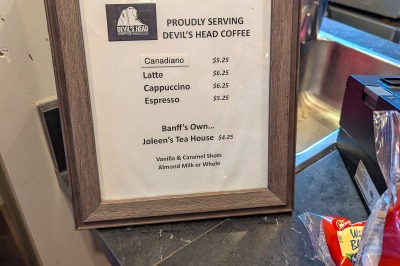 DEVIL'S HEAD
PROUDLY SERVING
DEVIL'S HEAD COFFEE
Canadiano $5.25
Latte $6.25
Cappuccino $6.25
Espresso $5.25
Banff's Own...
Joleen's Tea House $4.25
Vanilla & Caramel Shots
Almond Milk or Whole